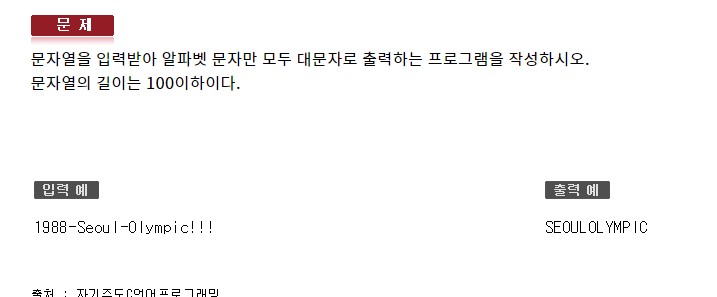 문 제
문자열을 입력받아 알파벳 문자만 모두 대문자로 출력하는 프로그램을 작성하시오.
문자열의 길이는 100이하이다.
입력 예
출력 예
1988-Seoul-Olympic!!!
SEOULOLYMPIC
출처 : 자기주도C언어프로그래밍